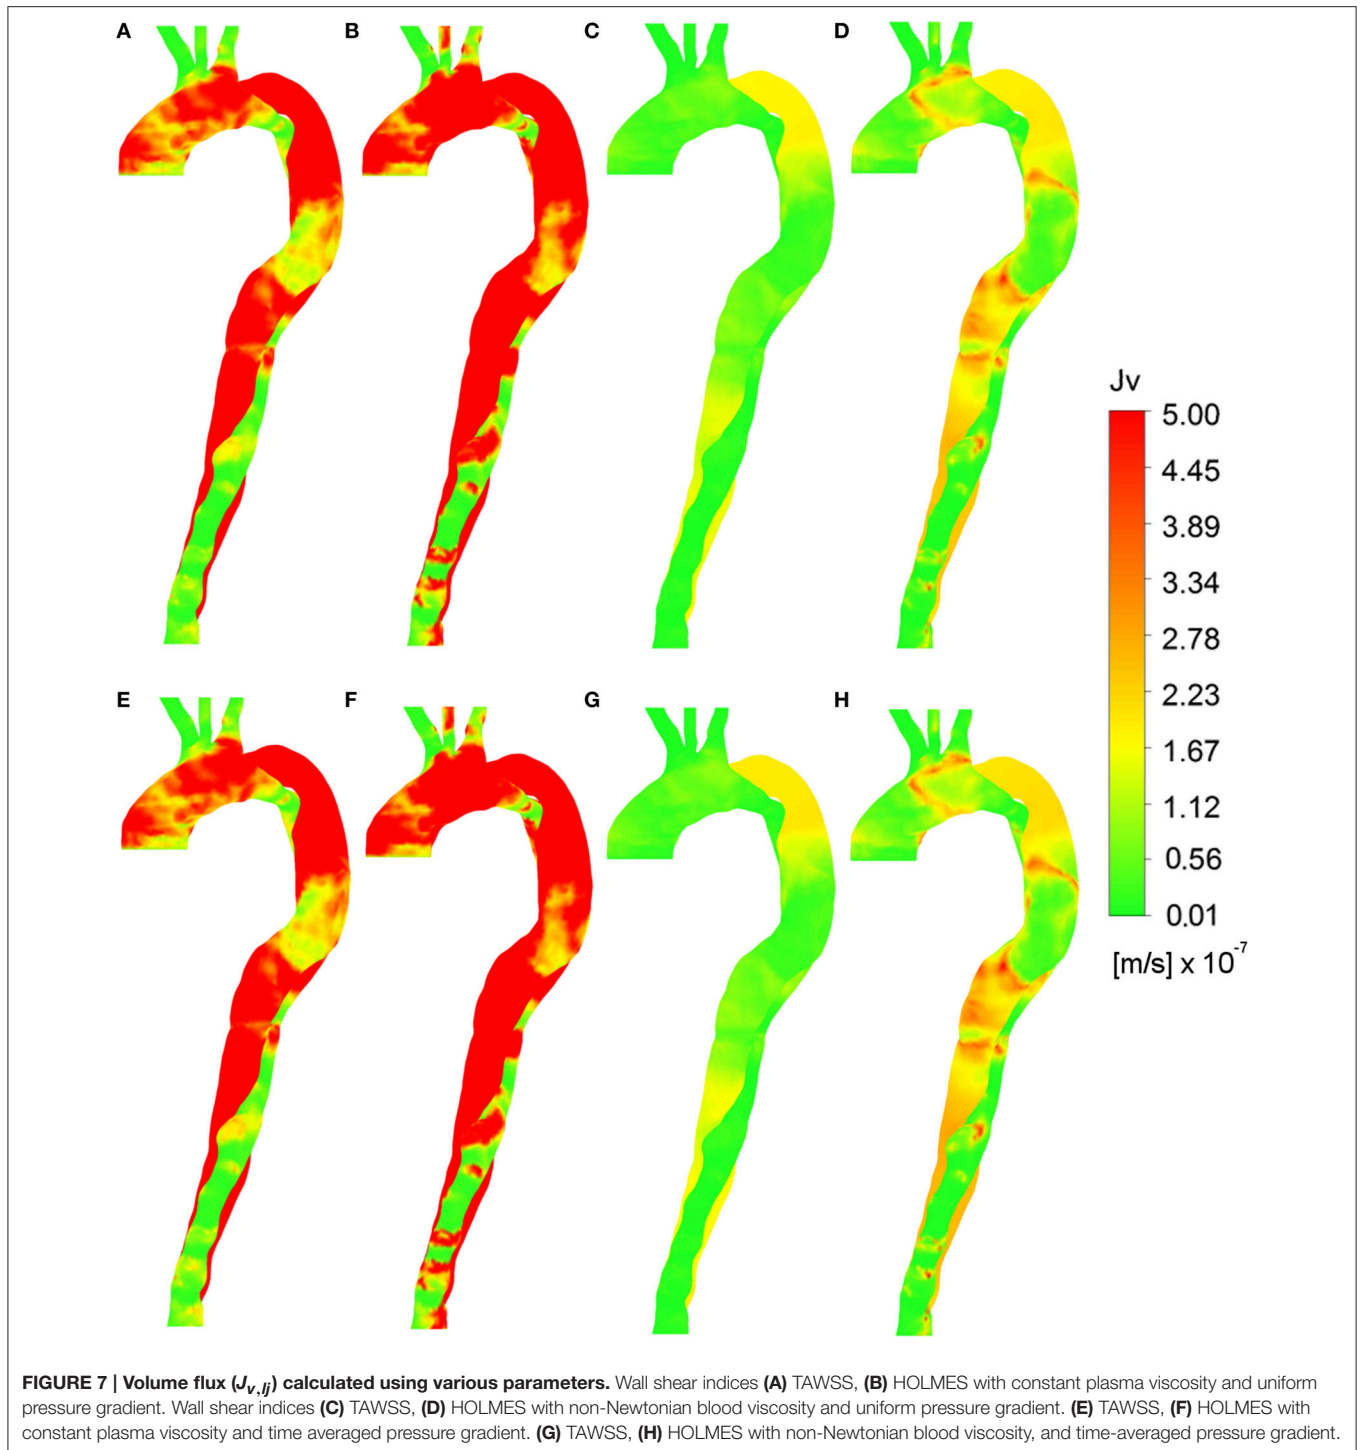 A B C D
Jv
5.00
4.45
3.89
3.34
2.78
2.23
1.67
1.12
0.56
0.01
[m/s] x 10-7
E F G H
FIGURE 7 | Volume flux (Jv,lj) calculated using various parameters. Wall shear indices (A) TAWSS, (B) HOLMES with constant plasma viscosity and uniform
pressure gradient. Wall shear indices (C) TAWSS, (D) HOLMES with non-Newtonian blood viscosity and uniform pressure gradient. (E) TAWSS, (F) HOLMES with
constant plasma viscosity and time averaged pressure gradient. (G) TAWSS, (H) HOLMES with non-Newtonian blood viscosity, and time-averaged pressure gradient.